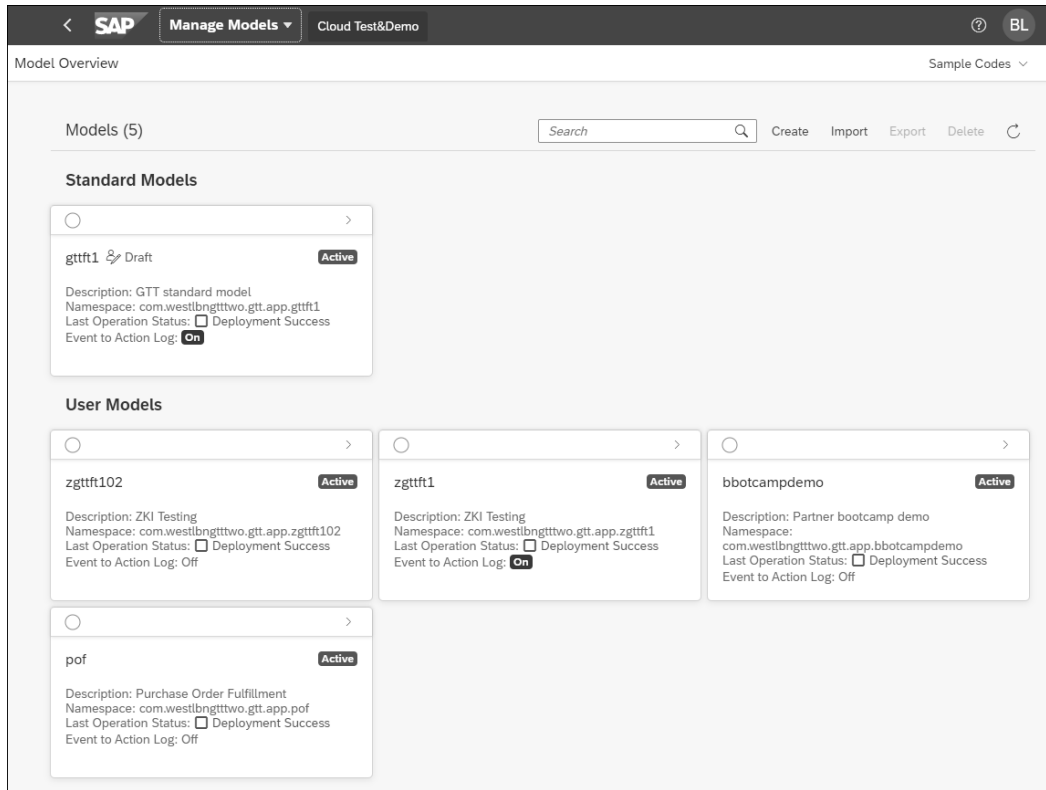 SAP Manage Models Cloud Test&Demo BL
Model Overview Sample Codes
Models (5) Search Create Import Export Delete
Standard Models
gttft1 Draft Active
Description: GTT standard model
Namespace: com.westlbngtttwo.gtt.app.gttft1
Last Operation Status: Deployment Success
Event to Action Log: On
User Models
zgttft102 Active
Description: ZKI Testing
Namespace: com.westlbngtttwo.gtt.app.zgttft102
Last Operation Status: Deployment Success
Event to Action Log: Off
zgttft1 Active
Description: ZKI Testing
Namespace: com.westlbngtttwo.gtt.app.zgttft1
Last Operation Status: Deployment Success
Event to Action Log: On
bbotcampdemo Active
Description: Partner bootcamp demo
Namespace:
com.westlbngtttwo.gtt.app.bbotcampdemo
Last Operation Status: Deployment Success
Event to Action Log: Off
pof Active
Description: Purchase Order Fulfillment
Namespace: com.westlbngtttwo.gtt.app.pof
Last Operation Status: Deployment Success
Event to Action Log: Off